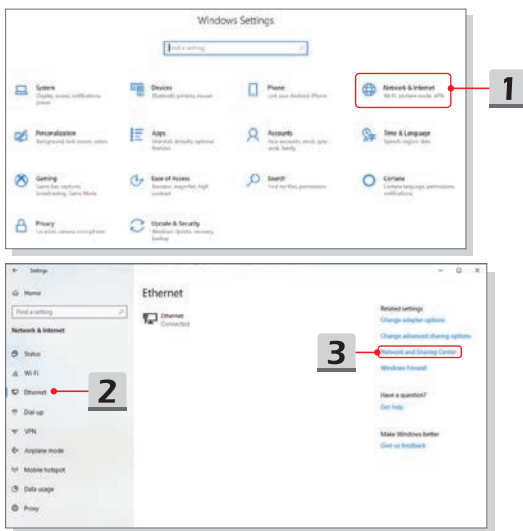 Windows Settings
Find a setting
System
Display, sound, notifications,
power
Devices
Bluetooth, printers, mouse
Phone
Link your Android, iPhone
Network & Internet
Wi-Fi, airplane mode, VPN
1
Personalization
Background, lock screen, colors
Apps
Uninstall, defaults, optional
features
Accounts
Your accounts, email, sync,
work, family
Time & Language
Speech, region, date
Gaming
Game bar, captures,
broadcasting, Game Mode
Ease of Access
Narrator, magnifier, high
contrast
Search
Find my files, permissions
Cortana
Cortana language, permissions,
notifications
Privacy
Location, camera, microphone
Update & Security
Windows Update, recovery,
backup
Settings
Home
Find a setting
Network & Internet
Status
Wi-Fi
Ethernet
2
Dial-up
VPN
Airplane mode
Mobile hotspot
Data usage
Proxy
Ethernet
Ethernet
Connected
3
Related settings
Change adapter options
Change advanced sharing options
Network and Sharing Center
Windows Firewall
Have a question?
Get help
Make Windows better
Give us feedback